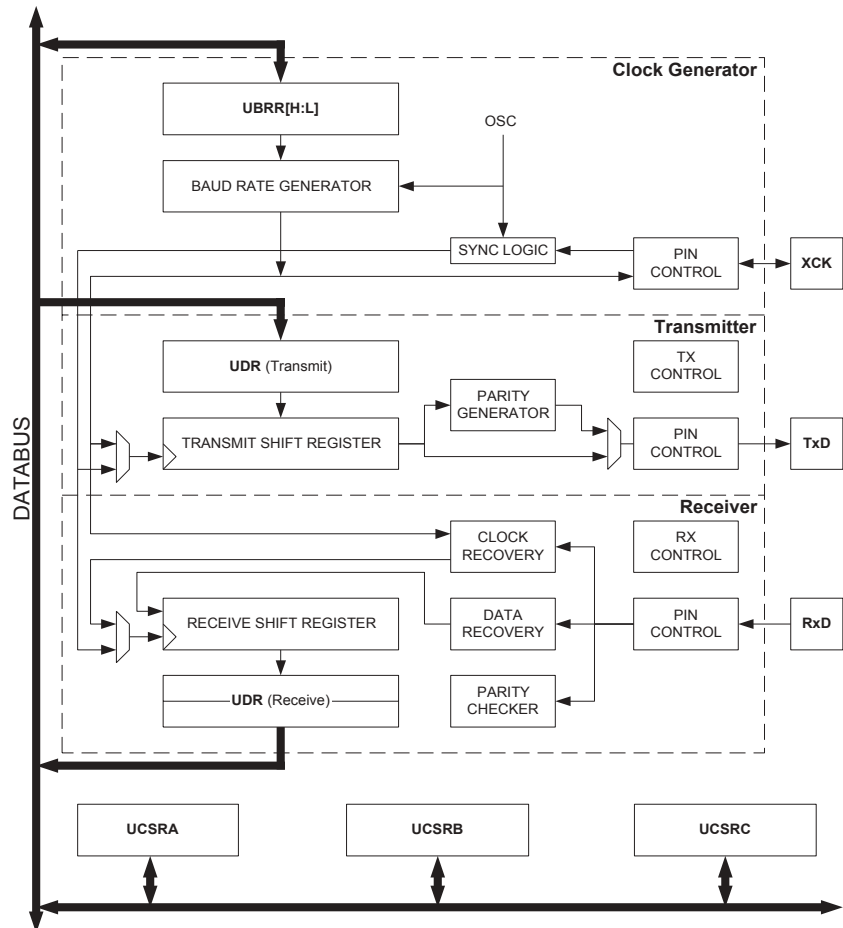 Clock Generator
UBRR[H:L]
OSC
BAUD RATE GENERATOR
SYNC LOGIC
PIN
CONTROL
XCK
Transmitter
UDR (Transmit)
TX
CONTROL
PARITY
GENERATOR
TRANSMIT SHIFT REGISTER
PIN
CONTROL
TxD
DATABUS
Receiver
CLOCK
RECOVERY
RX
CONTROL
RECEIVE SHIFT REGISTER
DATA
RECOVERY
PIN
CONTROL
RxD
UDR (Receive)
PARITY
CHECKER
UCSRA
UCSRB
UCSRC